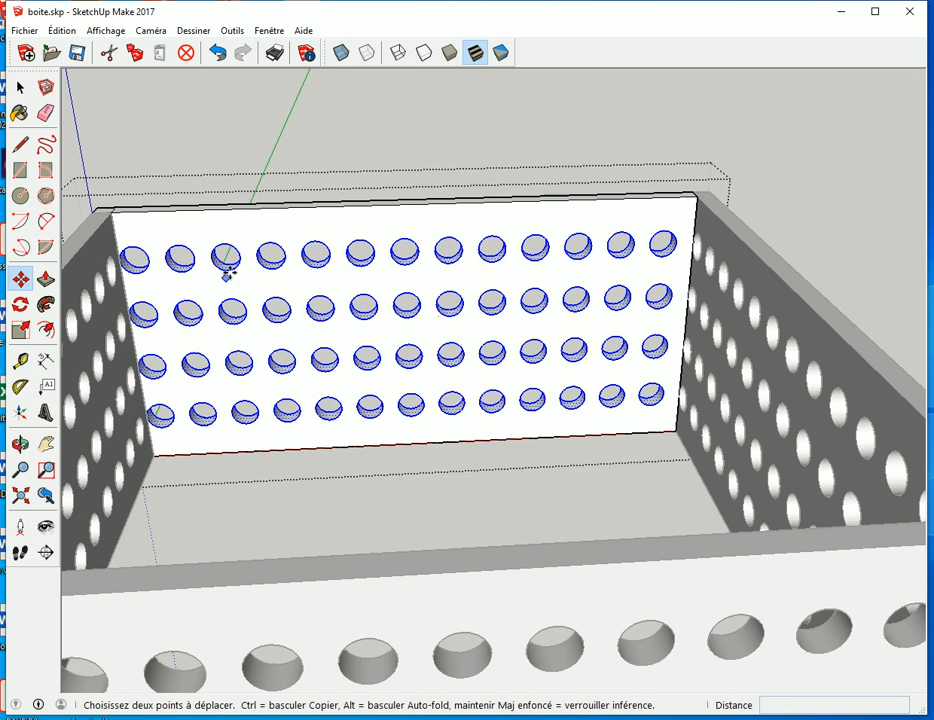 boite.skp - SketchUp Make 2017
Fichier Édition Affichage Caméra Dessiner Outils Fenêtre Aide
A1
Choisissez deux points à déplacer. Ctrl = basculer Copier, Alt = basculer Auto-fold, maintenir Maj enfoncé = verrouiller inférence. Distance